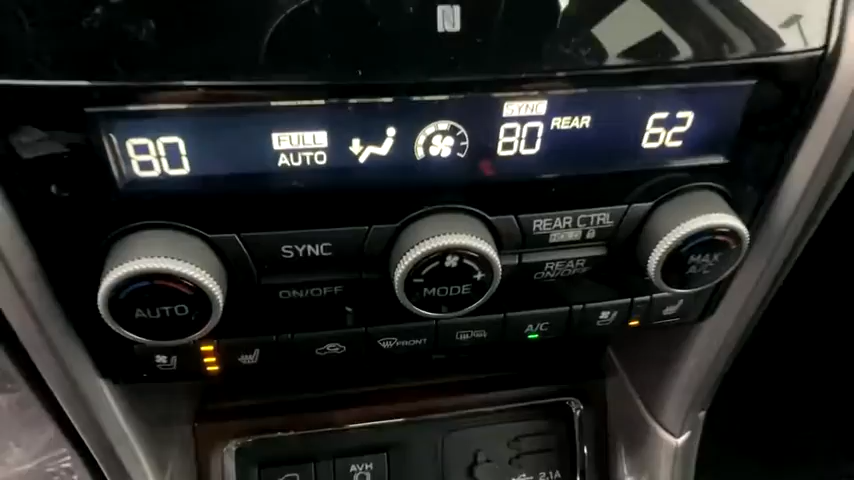 N
80
FULL
AUTO
SYNC
80
REAR
62
SYNC
ON/OFF
AUTO
MODE
REAR CTRL
REAR
ON/OFF
MAX
A/C
FRONT
A/C
AVH
2.1A